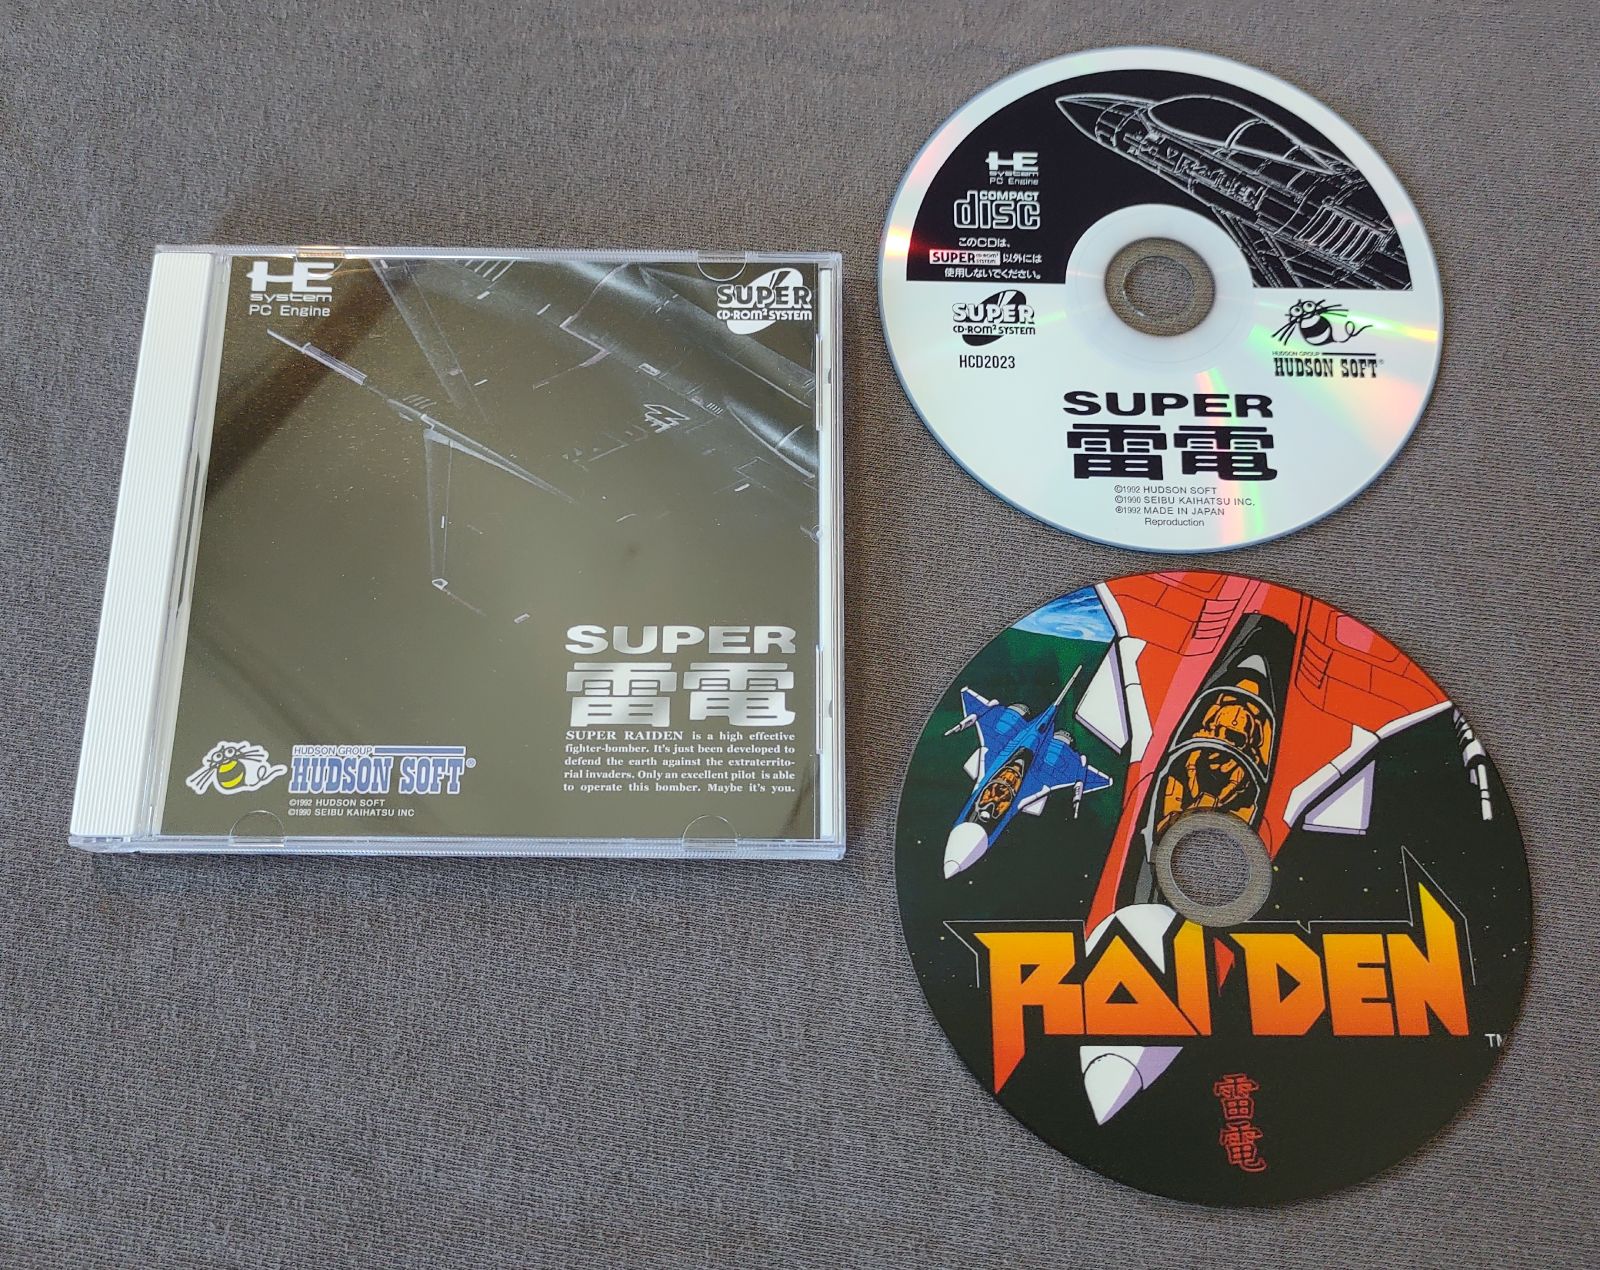 HE
system
PC Engine
SUPER
CD-ROM² SYSTEM
SUPER
雷電
SUPER RAIDEN is a high effective
fighter-bomber. It's just been developed to
defend the earth against the extraterrito-
rial invaders. Only an excellent pilot is able
to operate this bomber. Maybe it's you.
HUDSON GROUP
HUDSON SOFT®
©1992 HUDSON SOFT
©1990 SEIBU KAIHATSU INC
HE
system
PC Engine
COMPACT
disc
このCDは、
SUPER CD-ROM² SYSTEM 以外には
使用しないでください。
RAIDEN
SUPER
CD-ROM² SYSTEM
HCD2023
HUDSON GROUP
HUDSON SOFT®
SUPER
雷電
©1992 HUDSON SOFT
©1990 SEIBU KAIHATSU INC.
℗1992 MADE IN JAPAN
Reproduction
RAIDEN
TM
雷電